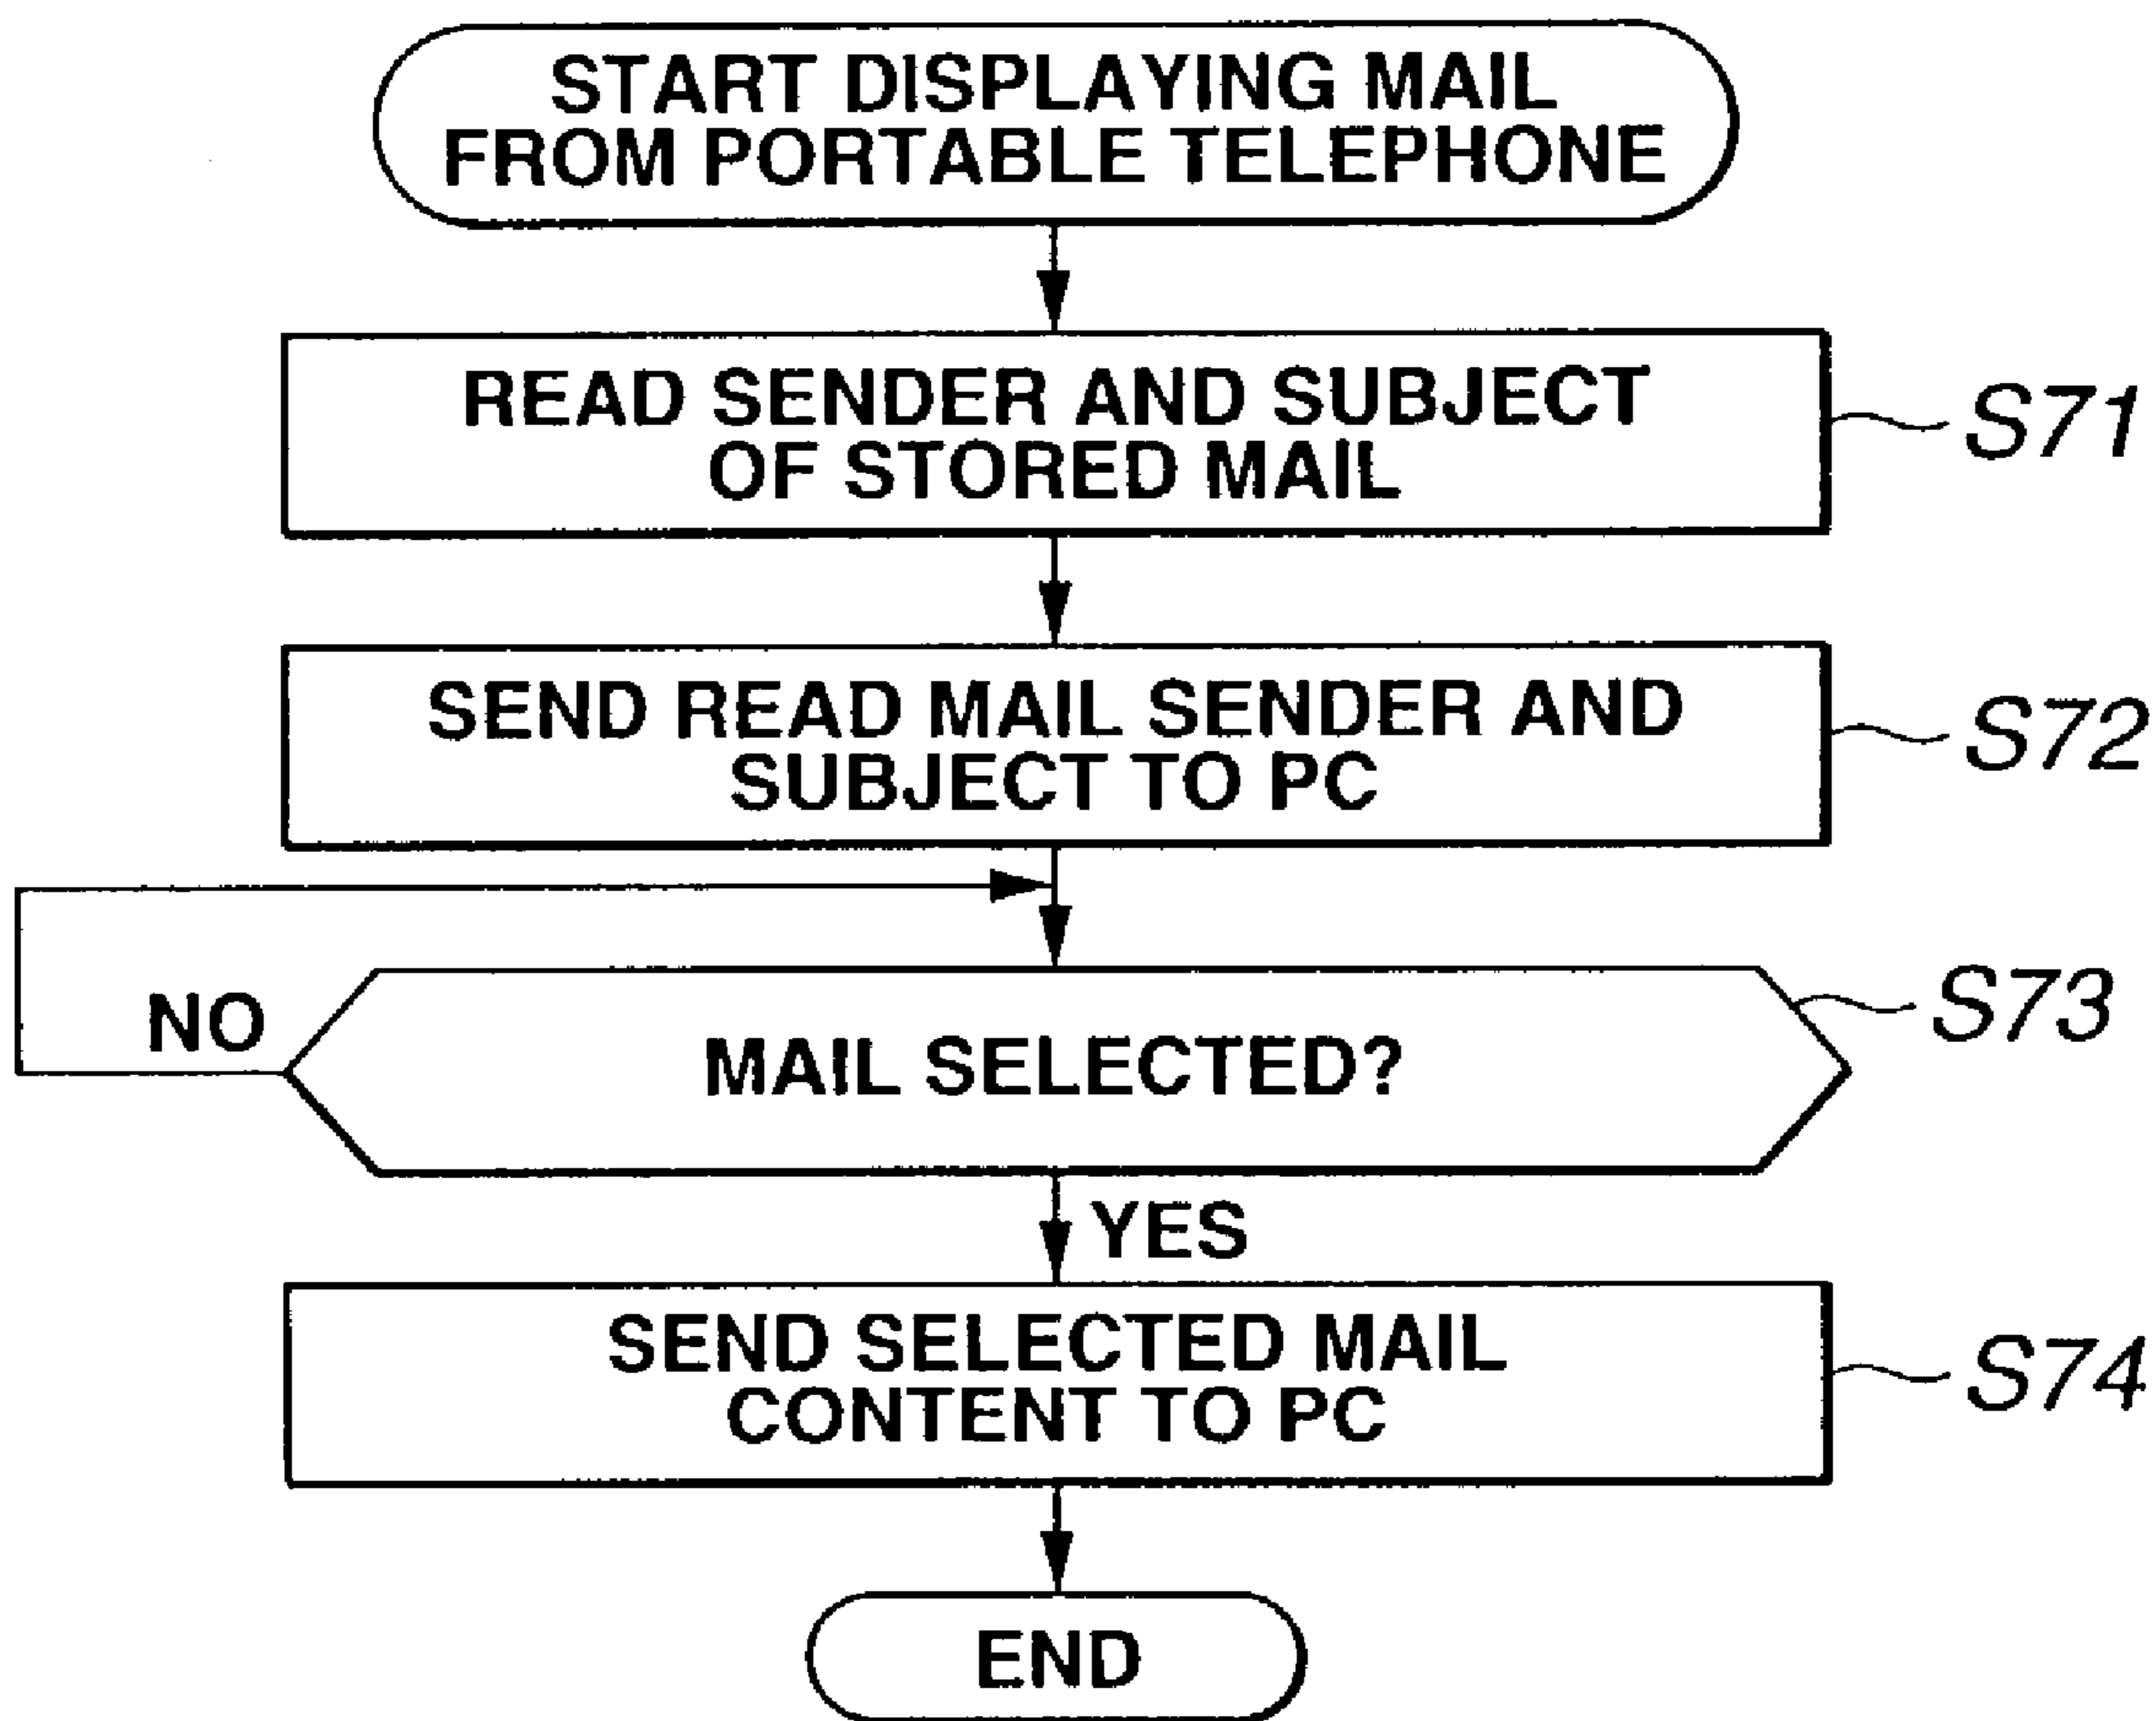 START DISPLAYING MAIL
FROM PORTABLE TELEPHONE
READ SENDER AND SUBJECT
OF STORED MAIL
S71
SEND READ MAIL SENDER AND
SUBJECT TO PC
S72
NO
MAIL SELECTED?
S73
YES
SEND SELECTED MAIL
CONTENT TO PC
S74
END